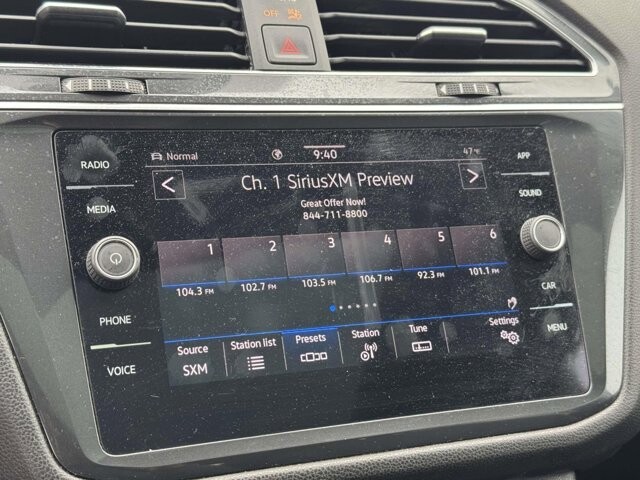 OFF
RADIO
MEDIA
PHONE
VOICE
Normal
9:40
47°F
Ch. 1 SiriusXM Preview
Great Offer Now!
844-711-8800
1 2 3 4 5 6
104.3 FM 102.7 FM 103.5 FM 106.7 FM 92.3 FM 101.1 FM
Source Station list Presets Station Tune Settings
SXM
APP
SOUND
CAR
MENU